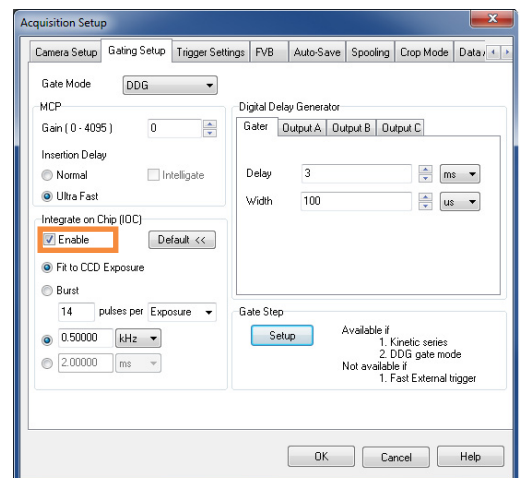 Acquisition Setup
Camera Setup Gating Setup Trigger Settings FVB Auto-Save Spooling Crop Mode Data
Gate Mode DDG
MCP
Gain ( 0 - 4095 ) 0
Insertion Delay
Normal Intelligate
Ultra Fast
Integrate on Chip (IOC)
Enable Default <<
Fit to CCD Exposure
Burst
14 pulses per Exposure
0.50000 kHz
2.00000 ms
Digital Delay Generator
Gater Output A Output B Output C
Delay 3 ms
Width 100 us
Gate Step
Setup
Available if
1. Kinetic series
2. DDG gate mode
Not available if
1. Fast External trigger
OK Cancel Help